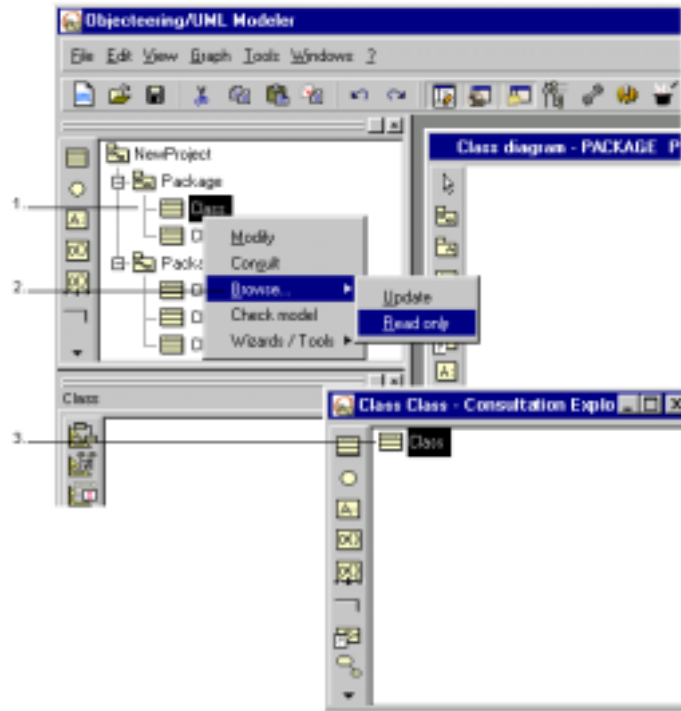 Objecteering/UML Modeler
File Edit View Graph Tools Windows ?
NewProject
Class diagram - PACKAGE P
Package
1.
Class
Modify
Consult
2.
Browse...
Update
Check model
Read only
Wizards / Tools
Class
Class Class - Consultation Explo
3.
Class